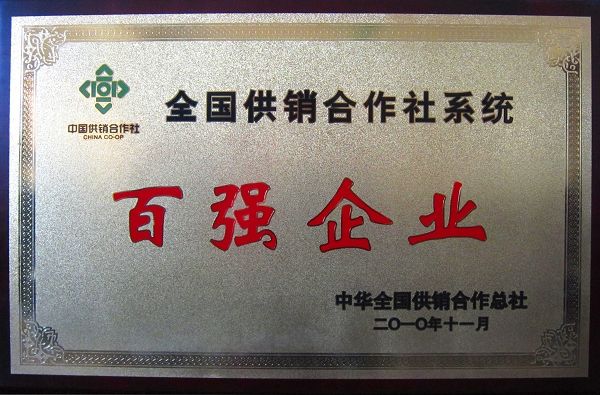 全国供销合作社系统
中国供销合作社
CHINA CO-OP
百强企业
中华全国供销合作总社
二〇一〇年十一月